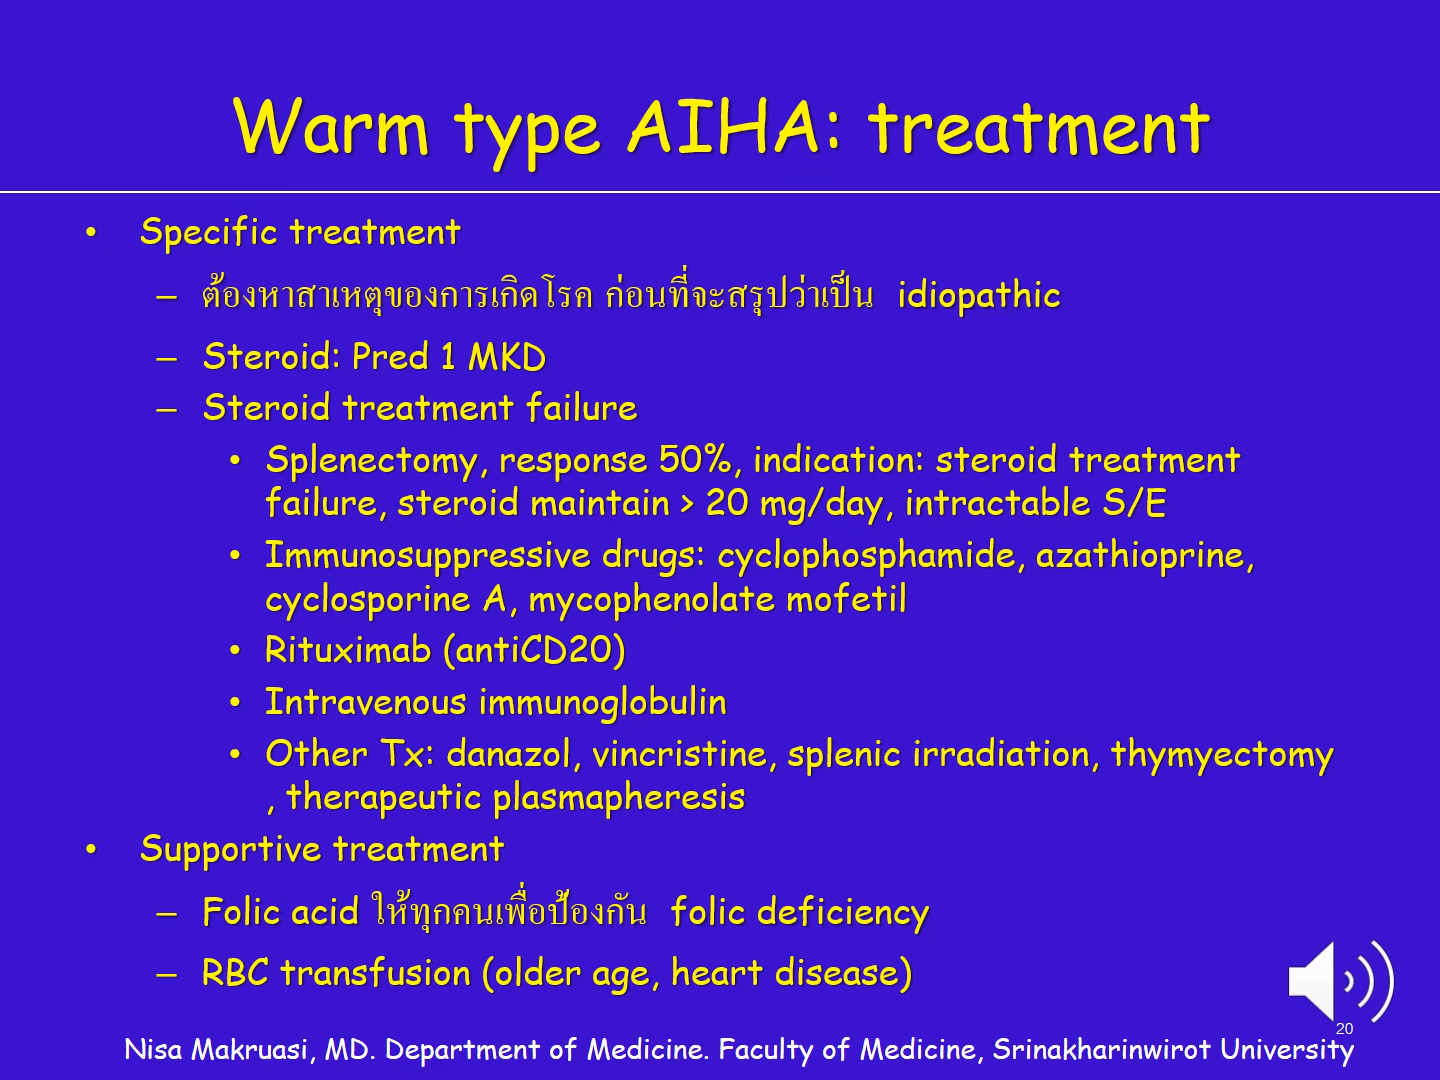 Warm type AIHA: treatment
• Specific treatment
– ต้องหาสาเหตุของการเกิดโรค ก่อนที่จะสรุปว่าเป็น idiopathic
– Steroid: Pred 1 MKD
– Steroid treatment failure
• Splenectomy, response 50%, indication: steroid treatment
failure, steroid maintain > 20 mg/day, intractable S/E
• Immunosuppressive drugs: cyclophosphamide, azathioprine,
cyclosporine A, mycophenolate mofetil
• Rituximab (antiCD20)
• Intravenous immunoglobulin
• Other Tx: danazol, vincristine, splenic irradiation, thymyectomy
, therapeutic plasmapheresis
• Supportive treatment
– Folic acid ให้ทุกคนเพื่อป้องกัน folic deficiency
– RBC transfusion (older age, heart disease)
20
Nisa Makruasi, MD. Department of Medicine. Faculty of Medicine, Srinakharinwirot University